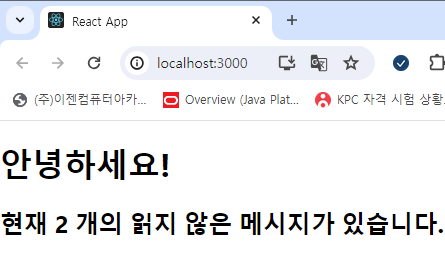 React App
localhost:3000
(주)이젠컴퓨터아카...
Overview (Java Plat...
KPC 자격 시험 상황...
안녕하세요!
현재 2 개의 읽지 않은 메시지가 있습니다.